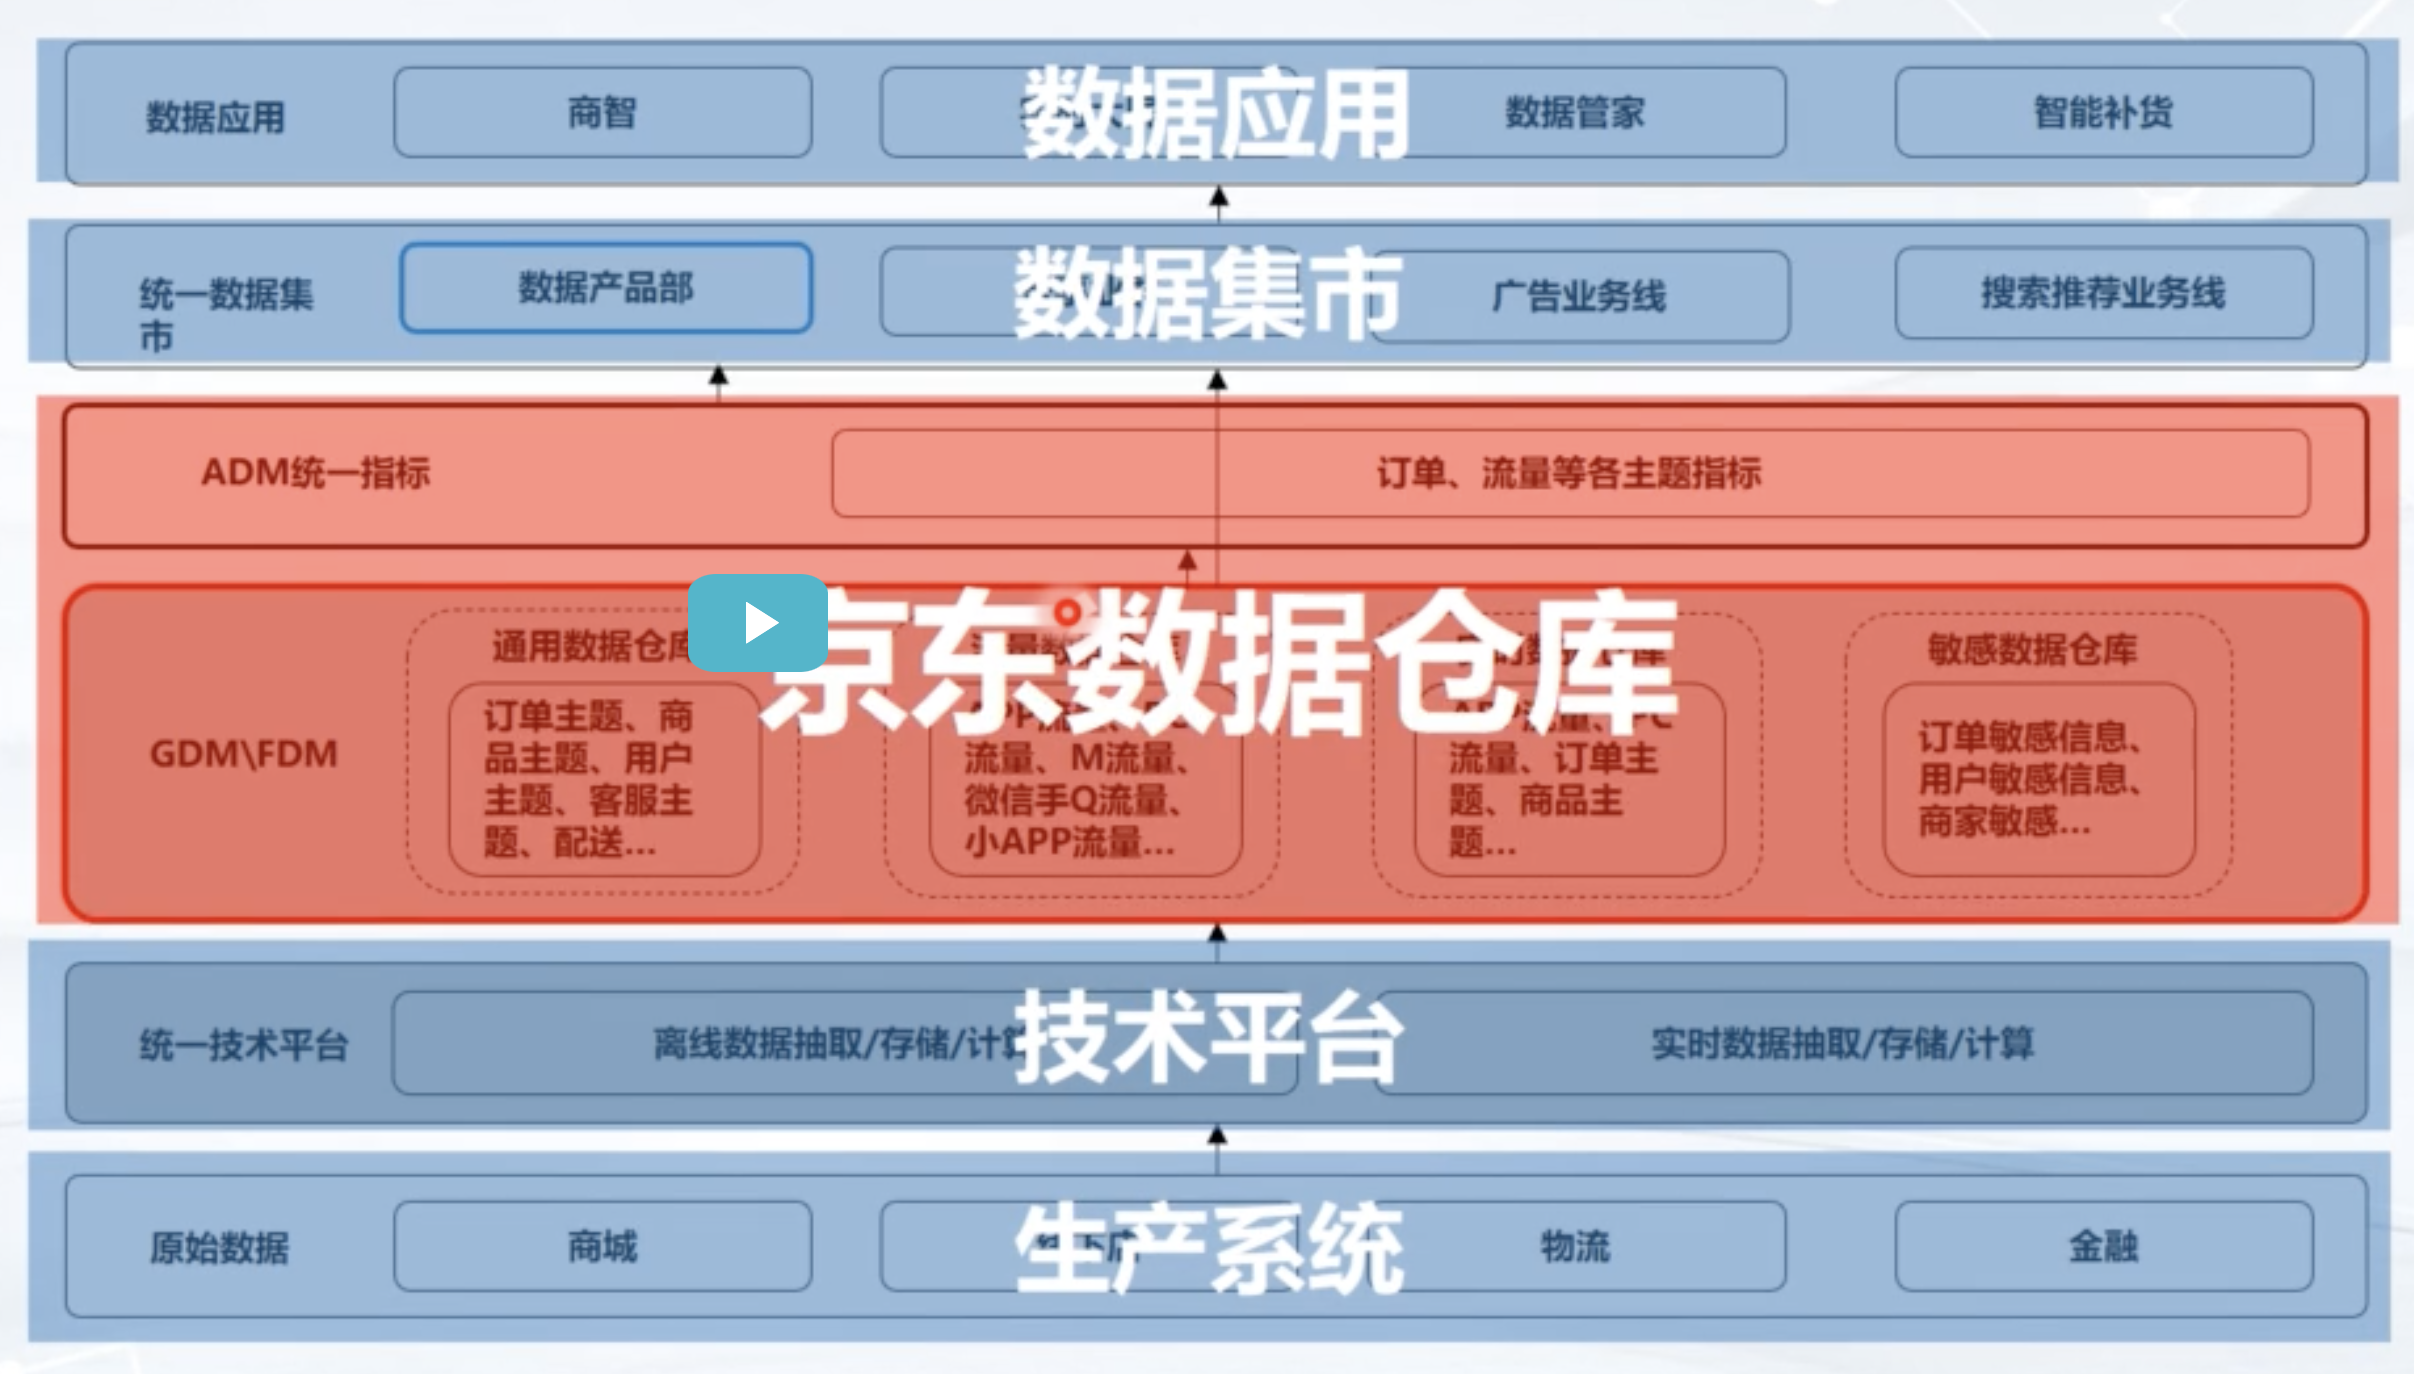 数据应用
数据应用
商智
数据管家
智能补货
数据集市
统一数据集
市
数据产品部
广告业务线
搜索推荐业务线
ADM统一指标
订单、流量等各主题指标
京东数据仓库
GDM\FDM
通用数据仓库
订单主题、商
品主题、用户
主题、客服主
题、配送...
流量、M流量、
微信手Q流量、
小APP流量...
流量、订单主
题、商品主
题...
敏感数据仓库
订单敏感信息、
用户敏感信息、
商家敏感...
技术平台
统一技术平台
离线数据抽取/存储/计算
实时数据抽取/存储/计算
生产系统
原始数据
商城
物流
金融